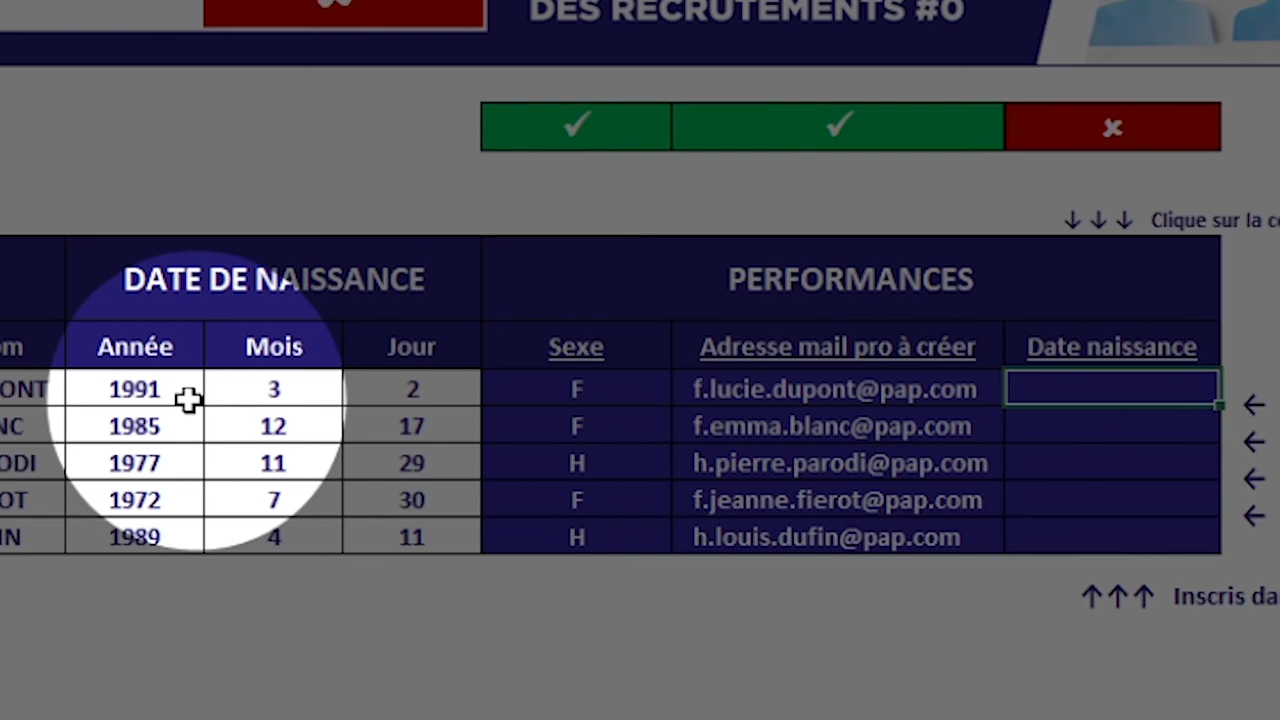 DES RECRUTEMENTS #0
✓ ✓ ✘
↓ ↓ ↓ Clique sur la
DATE DE NAISSANCE PERFORMANCES
Année Mois Jour Sexe Adresse mail pro à créer Date naissance
1991 3 2 F f.lucie.dupont@pap.com ←
1985 12 17 F f.emma.blanc@pap.com ←
1977 11 29 H h.pierre.parodi@pap.com ←
1972 7 30 F f.jeanne.fierot@pap.com ←
1989 4 11 H h.louis.dufin@pap.com
↑↑↑ Inscris